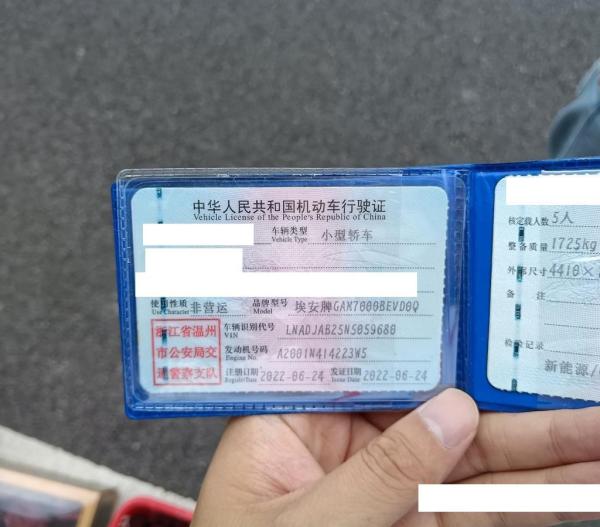 中华人民共和国机动车行驶证
Vehicle License of the People's Republic of China
车辆类型 小型轿车
Vehicle Type
使用性质 非营运 品牌型号 埃安牌GAM7000BEVD0Q
Use Character Model
浙江省温州
市公安局交
通警察支队
车辆识别代号 LNADJAB25N5059680
VIN
发动机号码 A2001N414223W5
Engine No.
注册日期 2022-06-24 发证日期 2022-06-24
Register Date Issue Date
核定载人数 5人
整备质量 1725kg
外廓尺寸 4410×
备 注
检验记录
新能源/